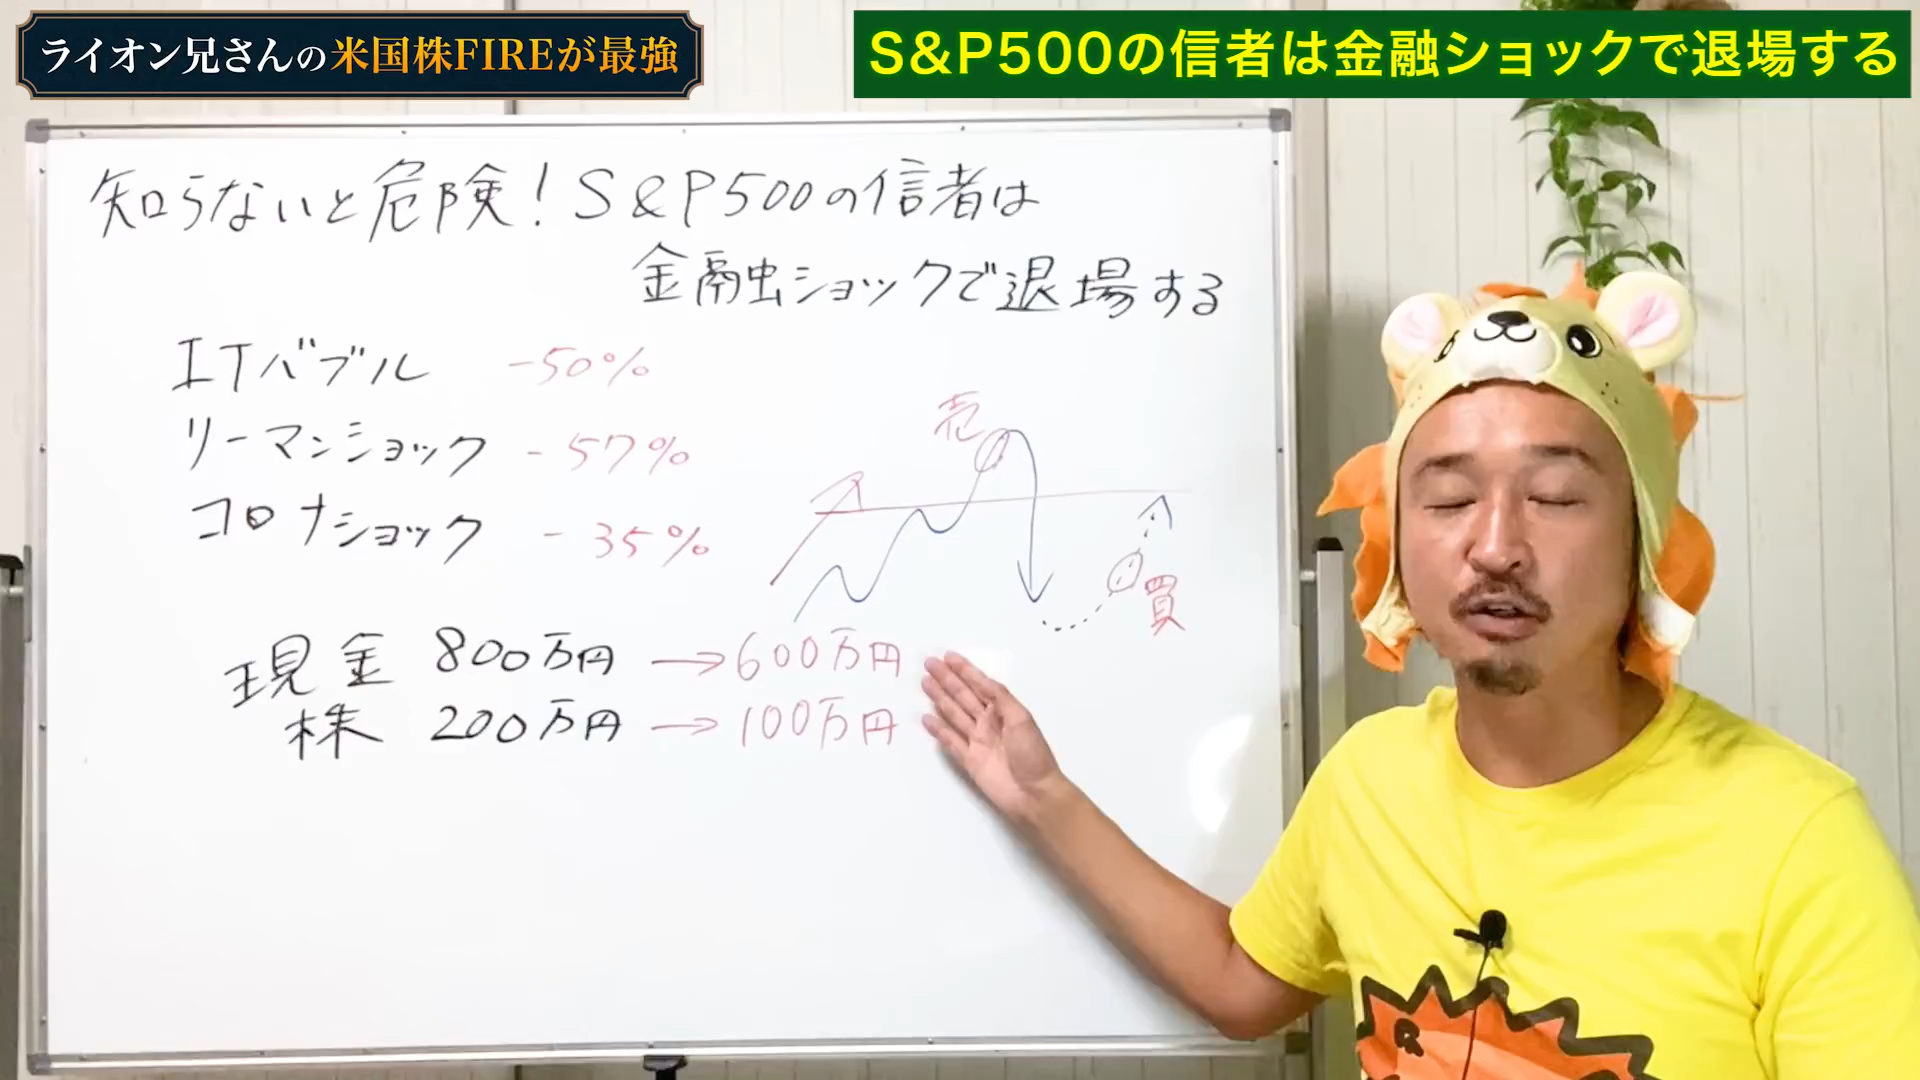 ライオン兄さんの米国株FIREが最強
S&P500の信者は金融ショックで退場する
知らないと危険!S&P500の信者は
金融ショックで退場する
ITバブル -50%
リーマンショック -57%
コロナショック -35%
売
買
現金 800万円→600万円
株 200万円→100万円